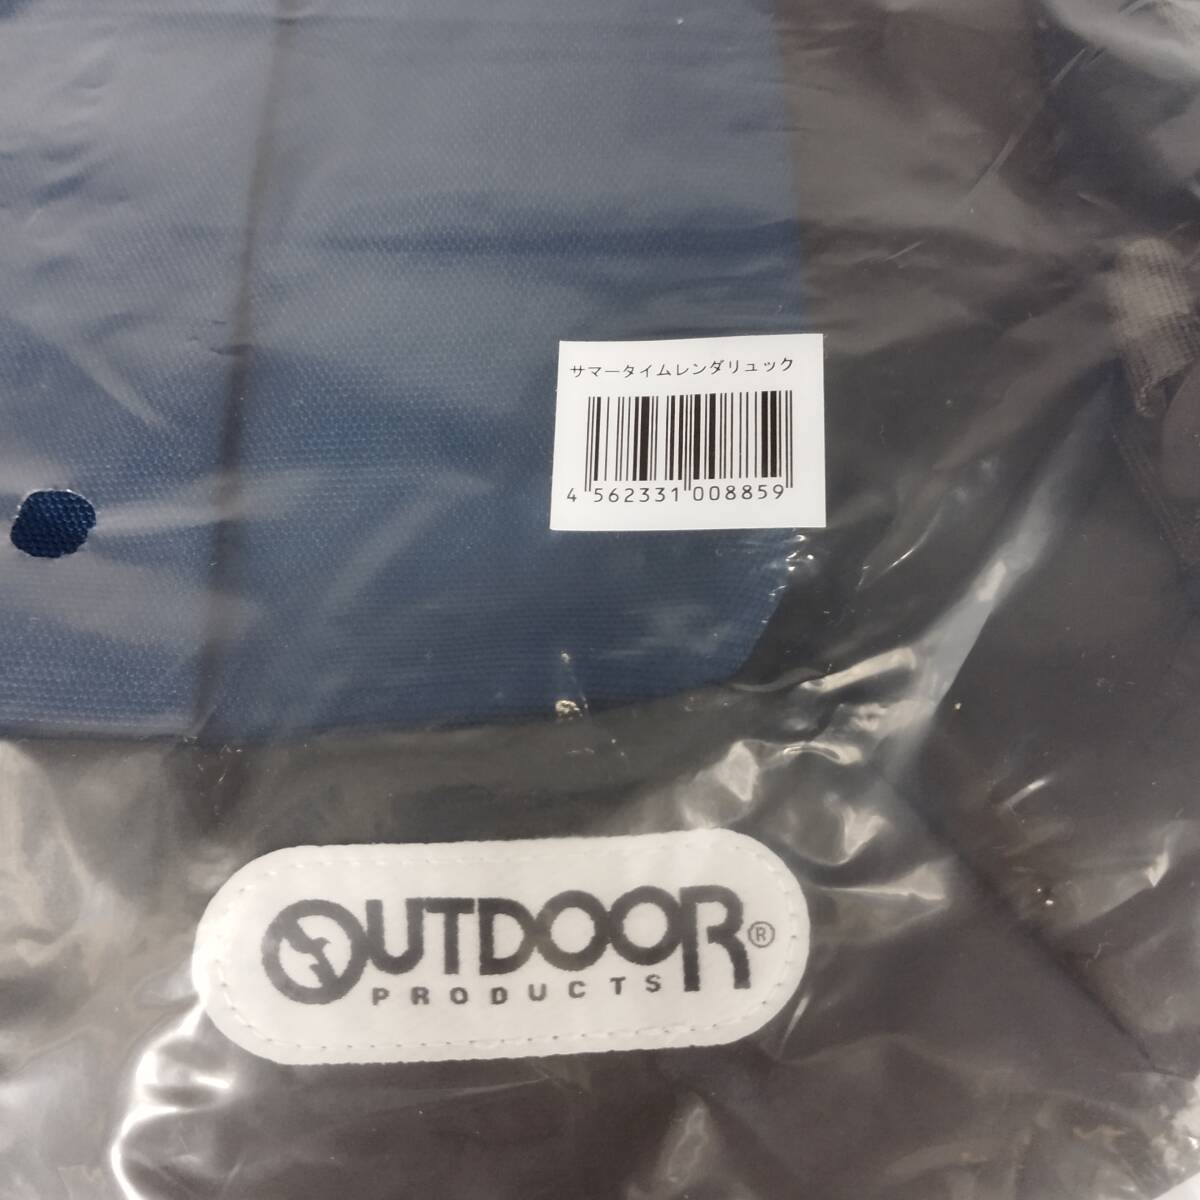 サマータイムレンダリュック
4 562331 008859
OUTDOOR®
PRODUCTS